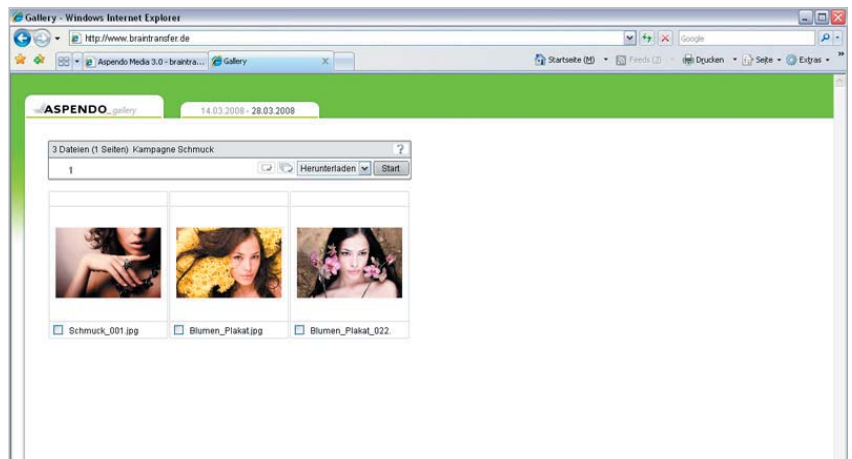 Gallery - Windows Internet Explorer
http://www.braintransfer.de
Google
Aspendo Media 3.0 - braintra... Gallery X Startseite (M) Feeds (J) Drucken Seite Extras »
ASPENDO_gallery 14.03.2008 - 28.03.2008
3 Dateien (1 Seiten) Kampagne Schmuck ?
1 Herunterladen Start
Schmuck_001.jpg Blumen_Plakat.jpg Blumen_Plakat_022.